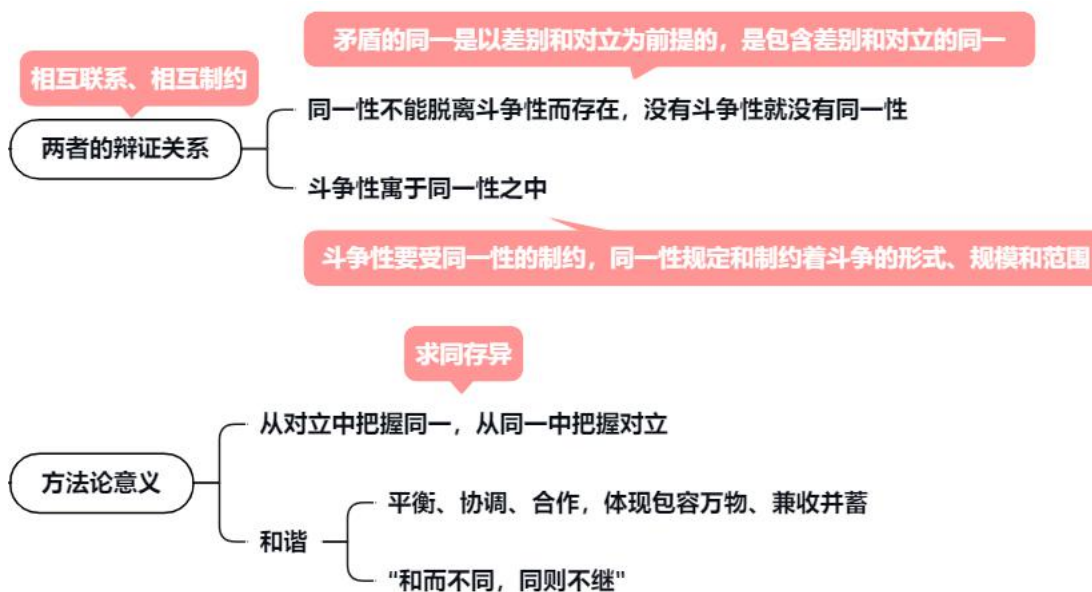 矛盾的同一是以差别和对立为前提的，是包含差别和对立的同一
相互联系、相互制约
同一性不能脱离斗争性而存在，没有斗争性就没有同一性
两者的辩证关系
斗争性寓于同一性之中
斗争性要受同一性的制约，同一性规定和制约着斗争的形式、规模和范围
求同存异
从对立中把握同一，从同一中把握对立
方法论意义
平衡、协调、合作，体现包容万物、兼收并蓄
和谐
“和而不同，同则不继"